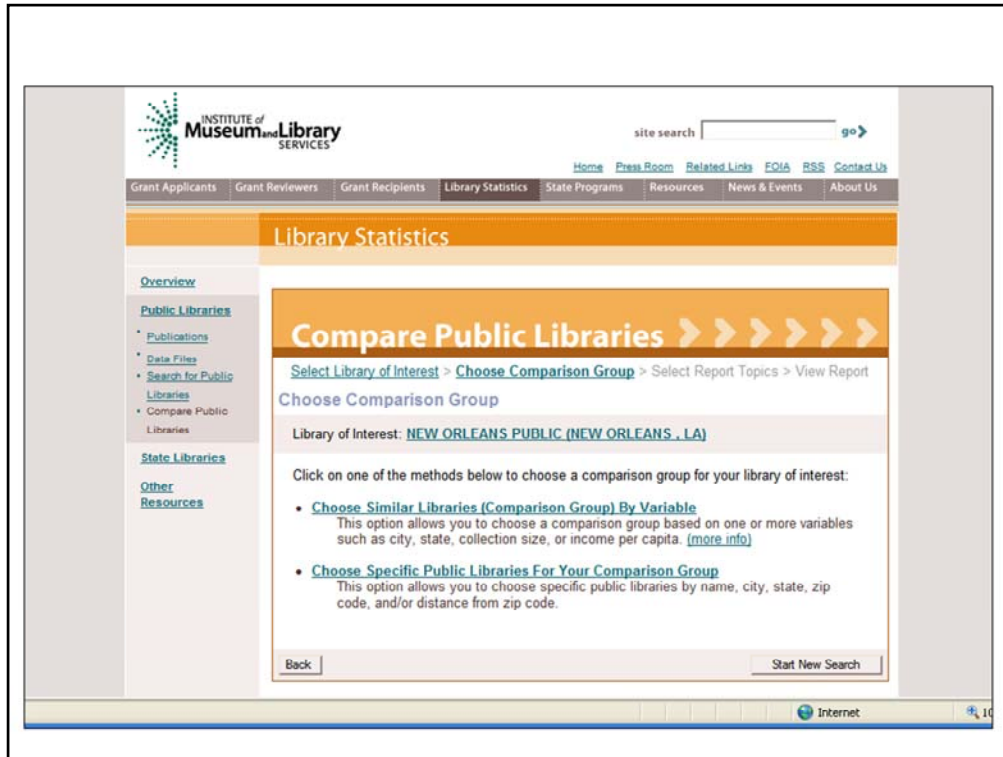 INSTITUTE of
Museum and Library
SERVICES
site search
go
Home Press Room Related Links FOIA RSS Contact Us
Grant Applicants Grant Reviewers Grant Recipients Library Statistics State Programs Resources News & Events About Us
Library Statistics
Overview
Public Libraries
• Publications
• Data Files
• Search for Public
Libraries
• Compare Public
Libraries
State Libraries
Other
Resources
Compare Public Libraries
Select Library of Interest > Choose Comparison Group > Select Report Topics > View Report
Choose Comparison Group
Library of Interest: NEW ORLEANS PUBLIC (NEW ORLEANS , LA)
Click on one of the methods below to choose a comparison group for your library of interest:
• Choose Similar Libraries (Comparison Group) By Variable
This option allows you to choose a comparison group based on one or more variables
such as city, state, collection size, or income per capita. (more info)
• Choose Specific Public Libraries For Your Comparison Group
This option allows you to choose specific public libraries by name, city, state, zip
code, and/or distance from zip code.
Back
Start New Search
Internet